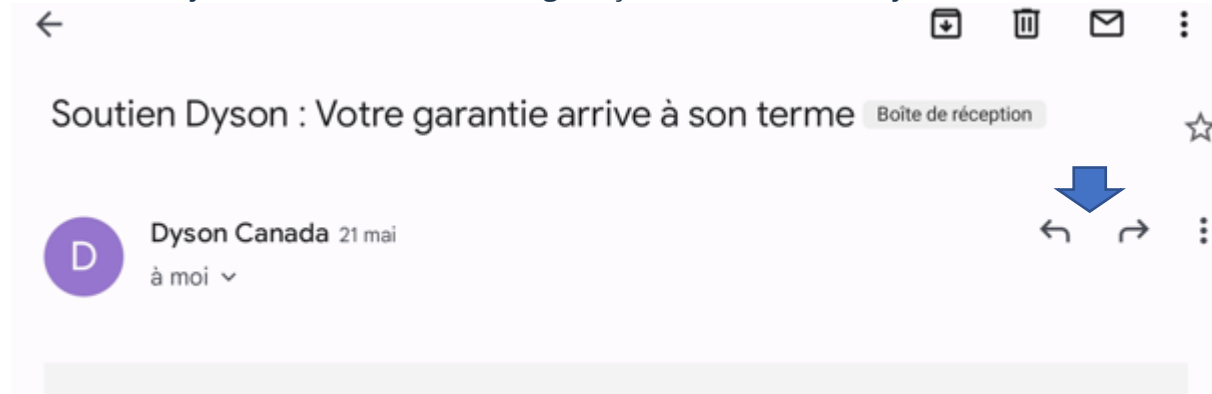 Soutien Dyson : Votre garantie arrive à son terme Boîte de réception
D
Dyson Canada 21 mai
à moi